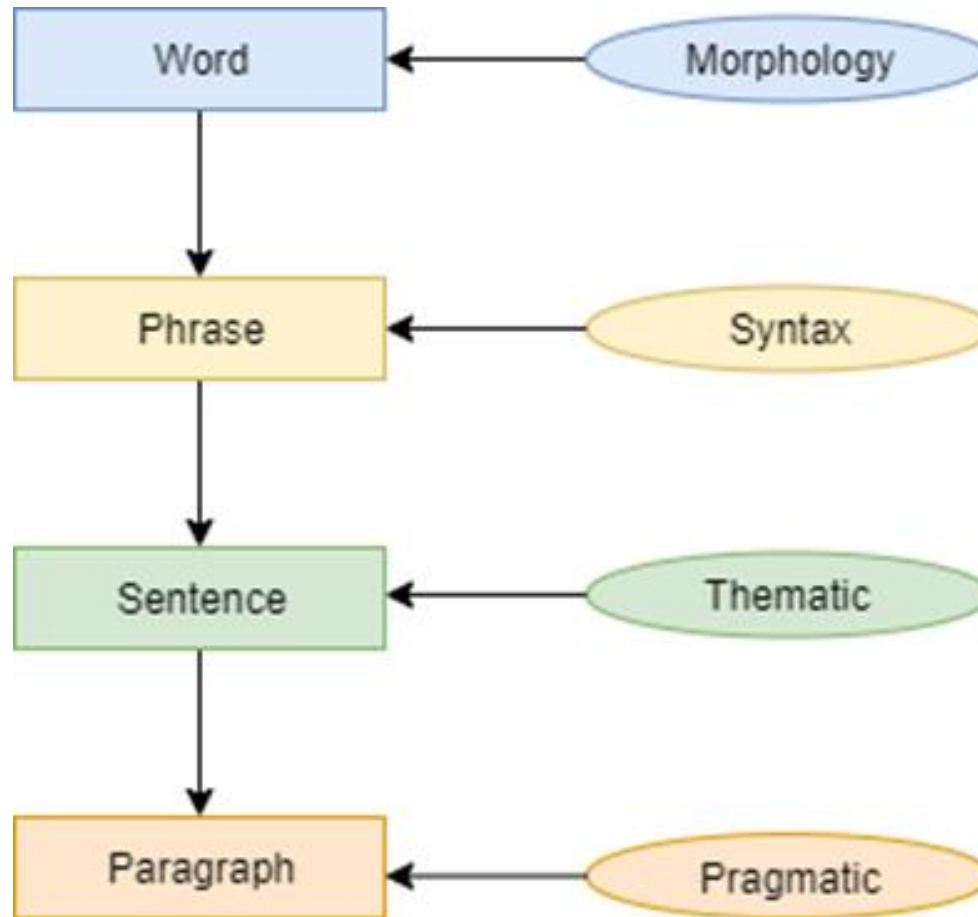 Word
Morphology
Phrase
Syntax
Sentence
Thematic
Paragraph
Pragmatic